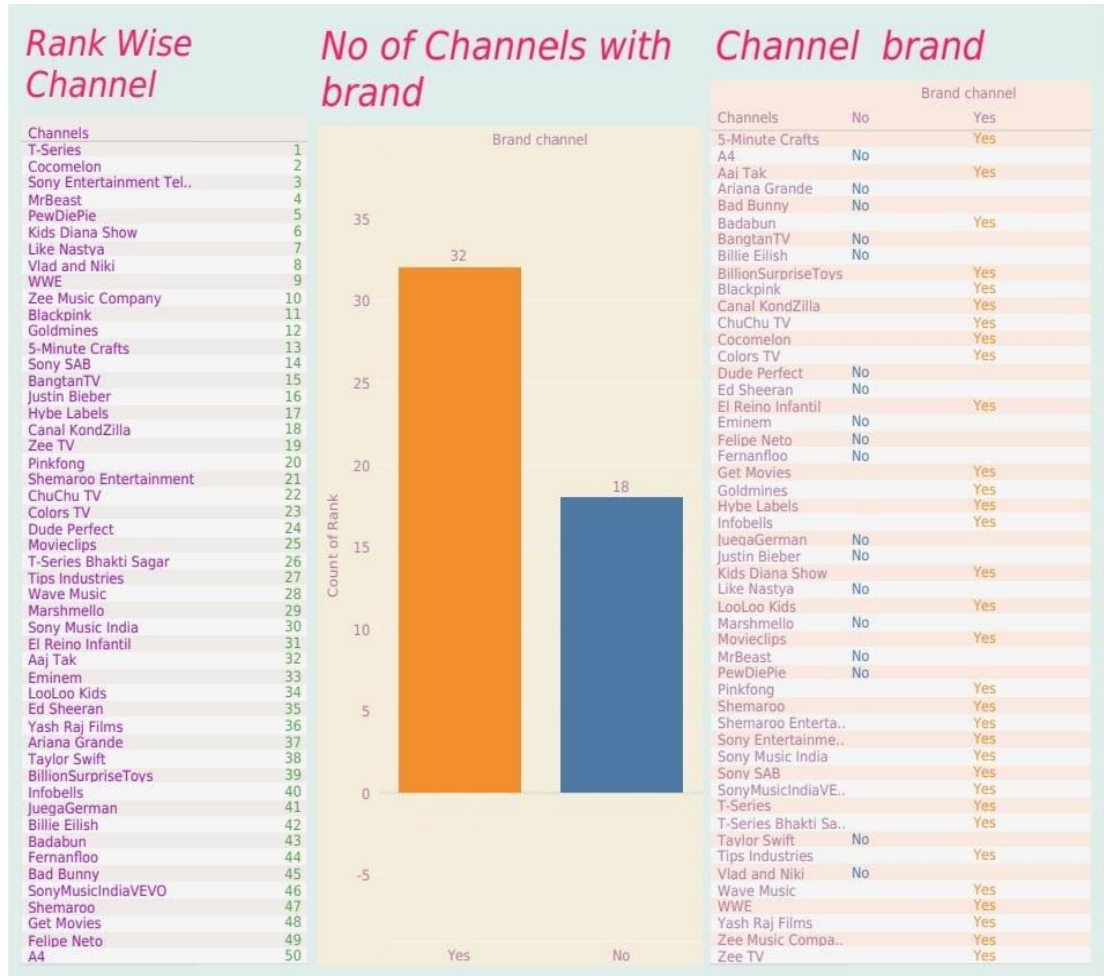 Rank Wise
Channel
Channels
T-Series 1
Cocomelon 2
Sony Entertainment Tel.. 3
MrBeast 4
PewDiePie 5
Kids Diana Show 6
Like Nastya 7
Vlad and Niki 8
WWE 9
Zee Music Company 10
Blackpink 11
Goldmines 12
5-Minute Crafts 13
Sony SAB 14
BangtanTV 15
Justin Bieber 16
Hybe Labels 17
Canal KondZilla 18
Zee TV 19
Pinkfong 20
Shemaroo Entertainment 21
ChuChu TV 22
Colors TV 23
Dude Perfect 24
Movieclips 25
T-Series Bhakti Sagar 26
Tips Industries 27
Wave Music 28
Marshmello 29
Sony Music India 30
El Reino Infantil 31
Aaj Tak 32
Eminem 33
LooLoo Kids 34
Ed Sheeran 35
Yash Raj Films 36
Ariana Grande 37
Taylor Swift 38
BillionSurpriseToys 39
Infobells 40
JuegaGerman 41
Billie Eilish 42
Badabun 43
Fernanfloo 44
Bad Bunny 45
SonyMusicIndiaVEVO 46
Shemaroo 47
Get Movies 48
Felipe Neto 49
A4 50
No of Channels with
brand
Brand channel
35
32
30
25
20
18
15
Count of Rank
10
5
0
-5
Yes No
Channel brand
Brand channel
Channels No Yes
5-Minute Crafts Yes
A4 No
Aaj Tak Yes
Ariana Grande No
Bad Bunny No
Badabun Yes
BangtanTV No
Billie Eilish No
BillionSurpriseToys Yes
Blackpink Yes
Canal KondZilla Yes
ChuChu TV Yes
Cocomelon Yes
Colors TV Yes
Dude Perfect No
Ed Sheeran No
El Reino Infantil Yes
Eminem No
Felipe Neto No
Fernanfloo No
Get Movies Yes
Goldmines Yes
Hybe Labels Yes
Infobells Yes
JuegaGerman No
Justin Bieber No
Kids Diana Show Yes
Like Nastya No
LooLoo Kids Yes
Marshmello No
Movieclips Yes
MrBeast No
PewDiePie No
Pinkfong Yes
Shemaroo Yes
Shemaroo Enterta.. Yes
Sony Entertainme.. Yes
Sony Music India Yes
Sony SAB Yes
SonyMusicIndiaVE.. Yes
T-Series Yes
T-Series Bhakti Sa.. Yes
Taylor Swift No
Tips Industries Yes
Vlad and Niki No
Wave Music Yes
WWE Yes
Yash Raj Films Yes
Zee Music Compa.. Yes
Zee TV Yes